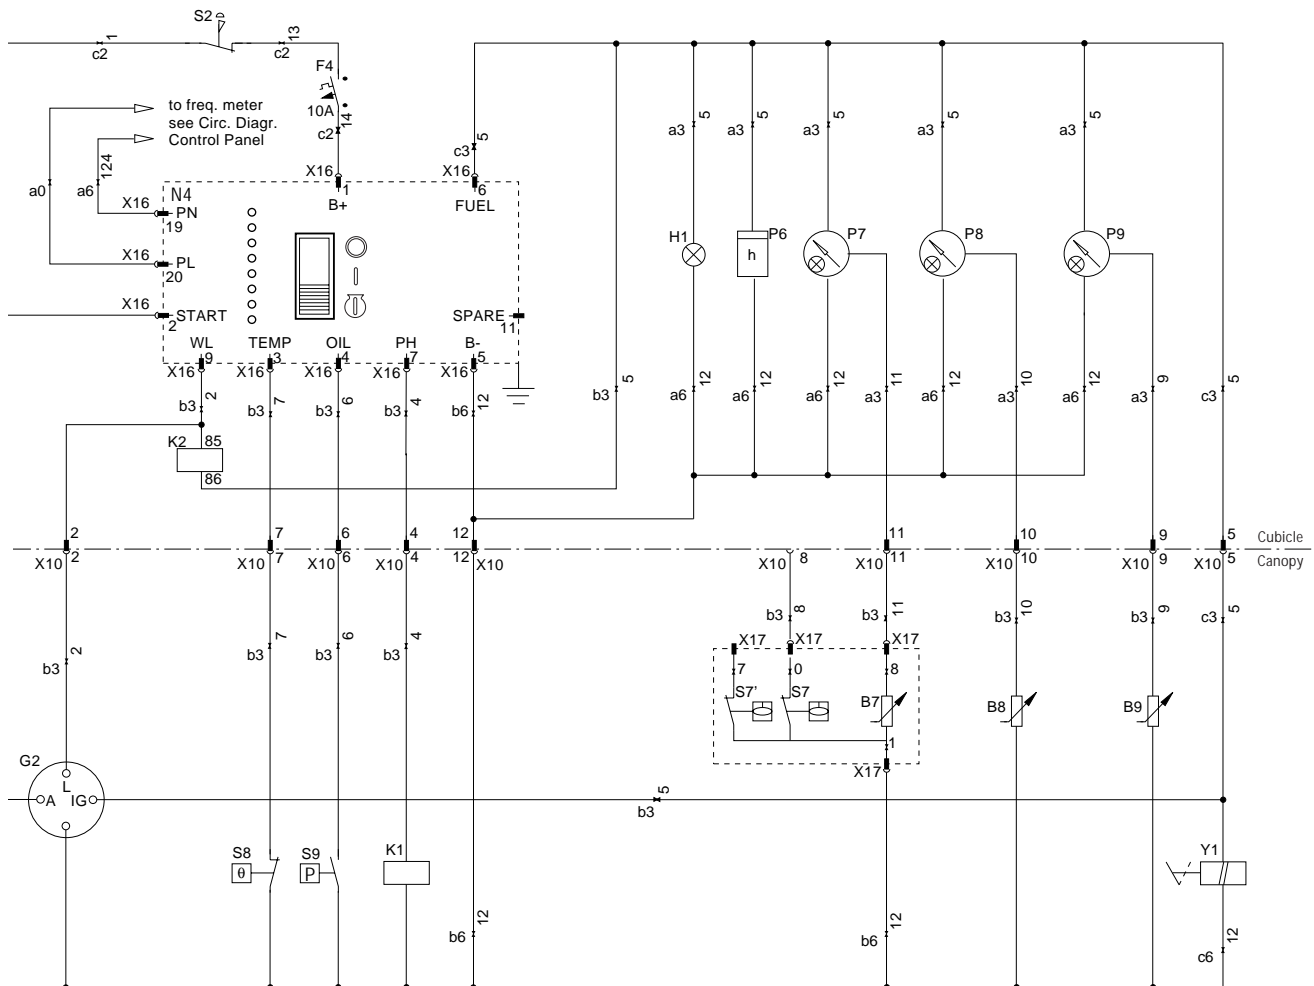 S2
1
13
c2
c2
F4
10A
14
c2
to freq. meter
see Circ. Diagr.
Control Panel
5
c3
5
5
5
5
5
a3
a3
a3
a3
a3
124
a0
a6
X16
X16
X16
N4
1
6
B+
FUEL
X16
PN
19
X16
PL
20
X16
START
2
SPARE
11
H1
P6
h
P7
P8
P9
WL
TEMP
OIL
PH
B-
9
3
4
7
5
X16
X16
X16
X16
X16
2
7
6
4
12
b3
b3
b3
b3
b6
5
12
12
12
11
12
10
12
9
5
b3
a6
a6
a6
a3
a6
a3
a6
a3
c3
K2
85
86
2
7
6
4
12
11
10
9
5
Cubicle
X10
2
X10
7
X10
6
X10
4
12
X10
X10
8
X10
11
X10
10
X10
9
X10
5
Canopy
8
11
10
9
5
b3
b3
b3
b3
c3
2
7
6
4
b3
b3
b3
b3
X17
X17
X17
7
0
8
S7'
S7
B7
B8
B9
1
X17
G2
L
A
IG
5
b3
S8
θ
S9
P
K1
Y1
12
b6
12
b6
12
c6